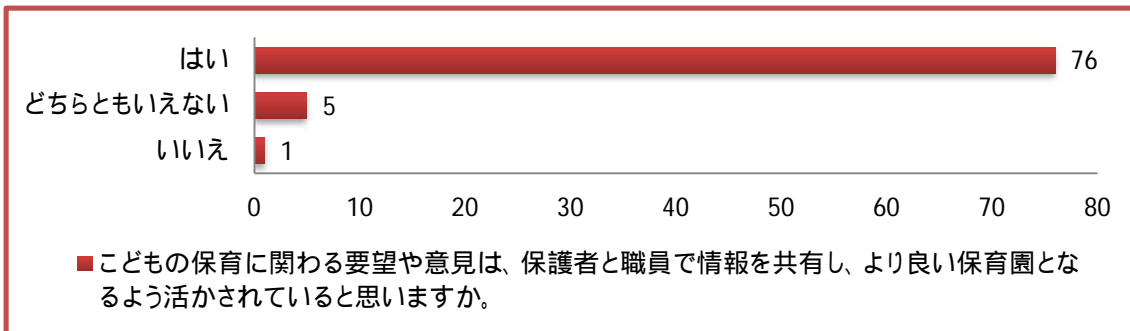 はい 76
どちらともいえない 5
いいえ 1
0 10 20 30 40 50 60 70 80
こどもの保育に関わる要望や意見は、保護者と職員で情報を共有し、より良い保育園とな
るよう活かされていると思いますか。